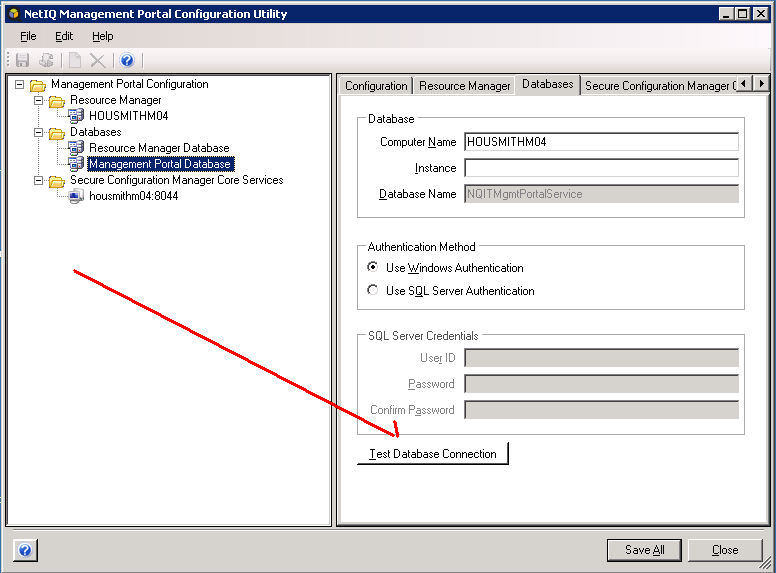 NetIQ Management Portal Configuration Utility
File Edit Help
Management Portal Configuration
Resource Manager
HOUSMITHM04
Databases
Resource Manager Database
Management Portal Database
Secure Configuration Manager Core Services
housmithm04:8044
Configuration Resource Manager Databases Secure Configuration Manager C
Database
Computer Name HOUSMITHM04
Instance
Database Name NQITMgmtPortalService
Authentication Method
Use Windows Authentication
Use SQL Server Authentication
SQL Server Credentials
User ID
Password
Confirm Password
Test Database Connection
Save All Close